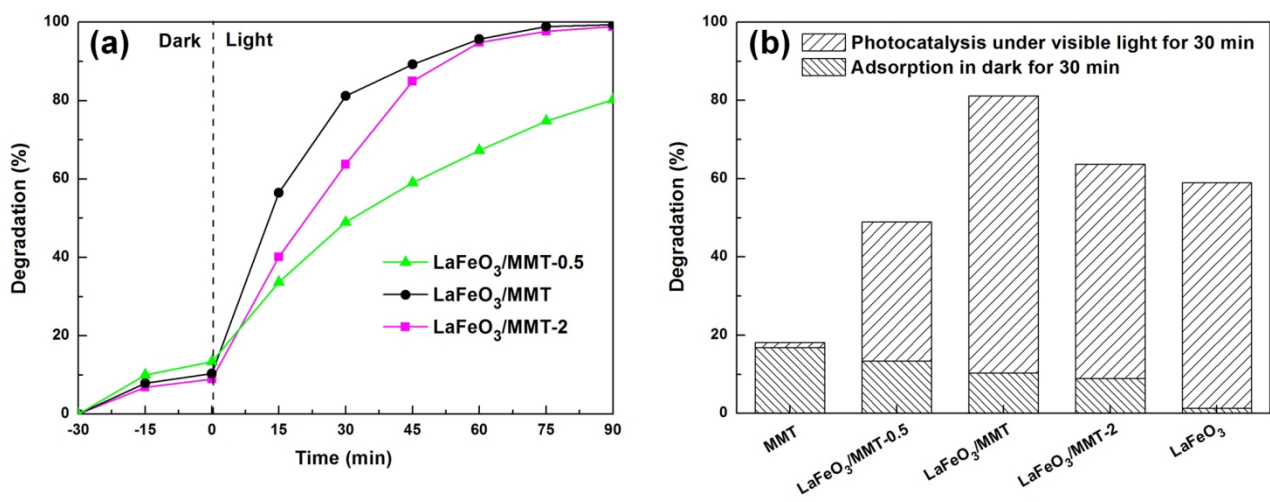 (a)
Dark
Light
Degradation (%)
100
80
60
40
20
0
LaFeO₃/MMT-0.5
LaFeO₃/MMT
LaFeO₃/MMT-2
-30 -15 0 15 30 45 60 75 90
Time (min)
(b)
Photocatalysis under visible light for 30 min
Adsorption in dark for 30 min
Degradation (%)
100
80
60
40
20
0
MMT
LaFeO₃/MMT-0.5
LaFeO₃/MMT
LaFeO₃/MMT-2
LaFeO₃